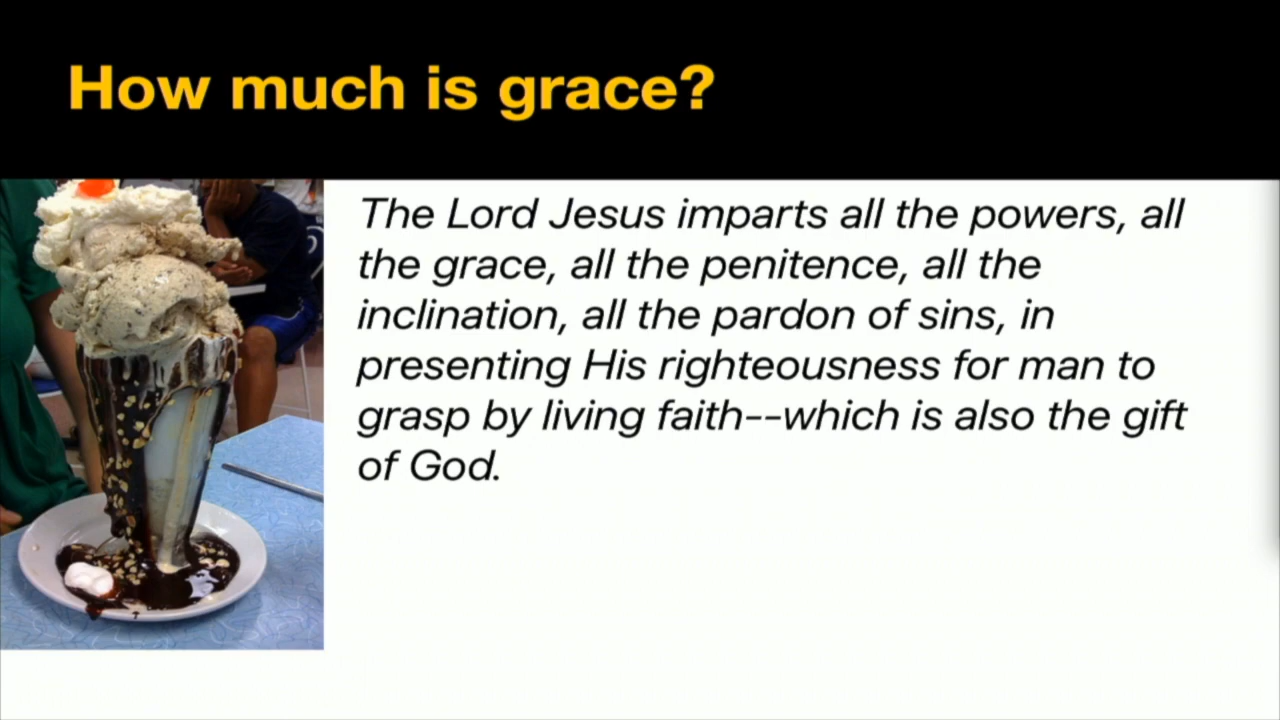 How much is grace?
The Lord Jesus imparts all the powers, all
the grace, all the penitence, all the
inclination, all the pardon of sins, in
presenting His righteousness for man to
grasp by living faith--which is also the gift
of God.